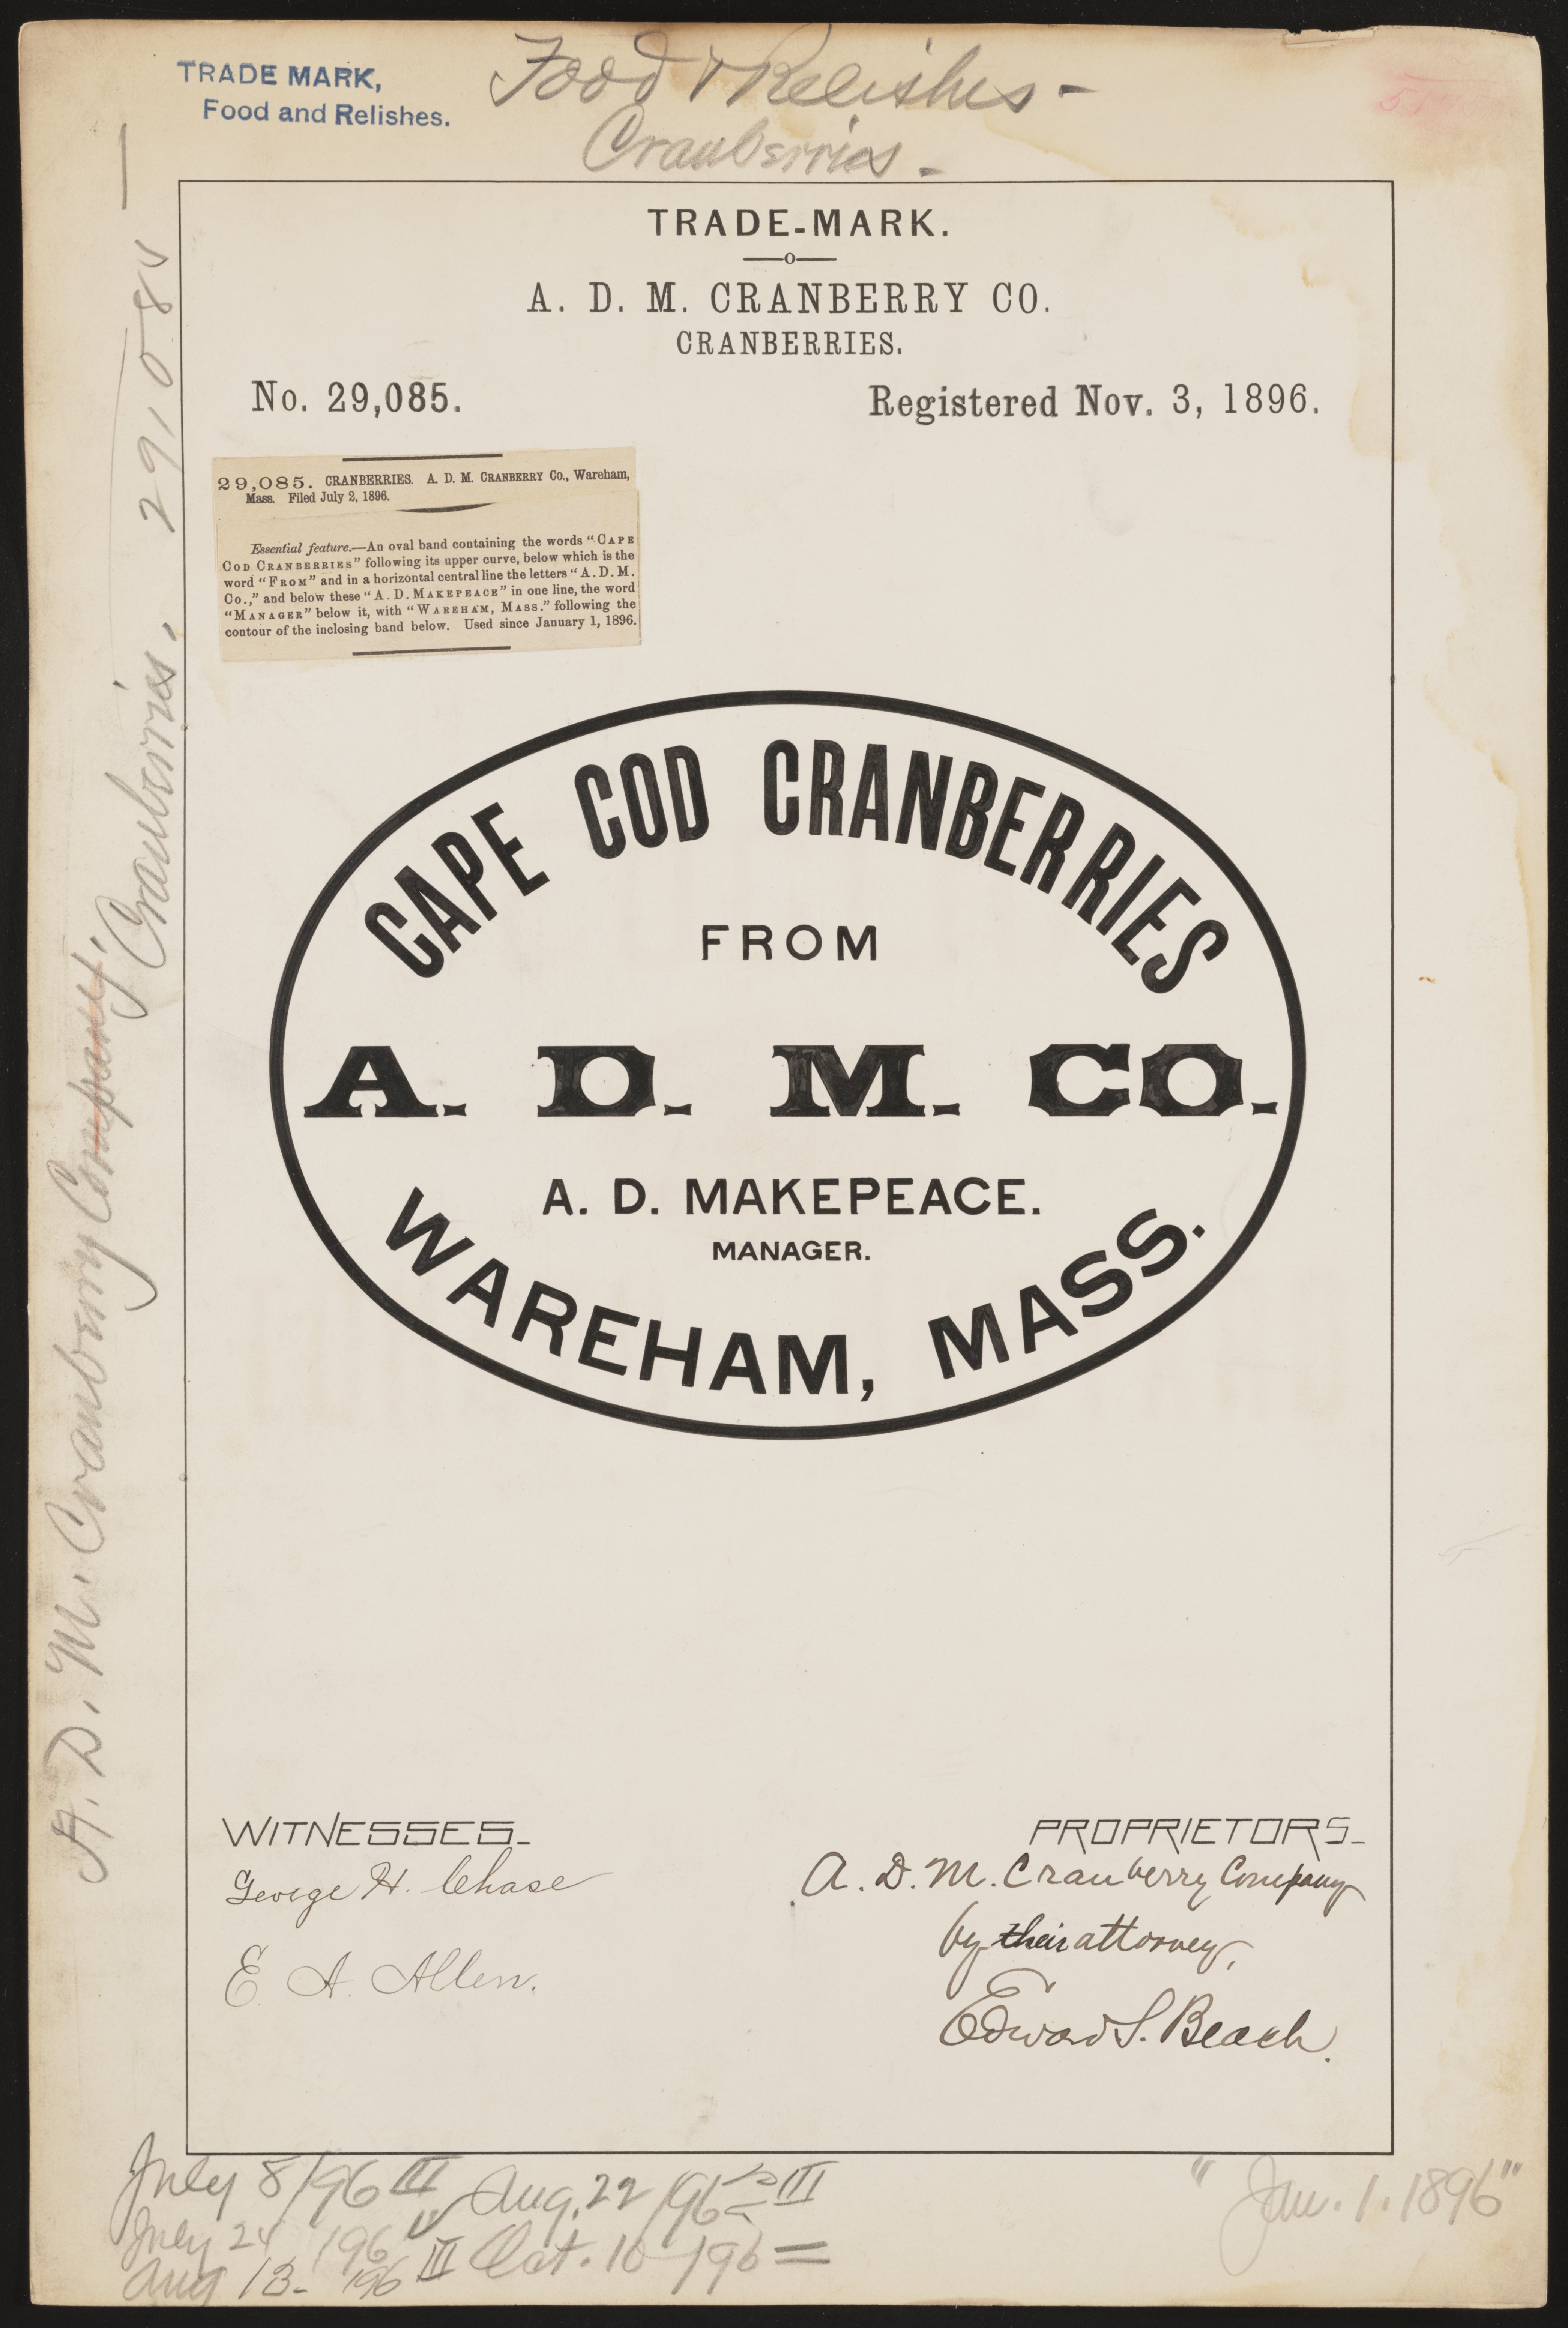 TRADE MARK,
Food and Relishes.
Food & Relishes -
Cranberries -
TRADE-MARK.
A. D. M. CRANBERRY CO.
CRANBERRIES.
No. 29,085.
Registered Nov. 3, 1896.
29,085. CRANBERRIES. A. D. M. CRANBERRY Co., Wareham,
Mass. Filed July 2, 1896.
Essential feature.—An oval band containing the words "CAPE
COD CRANBERRIES" following its upper curve, below which is the
word "FROM" and in a horizontal central line the letters "A. D. M.
Co.," and below these "A. D. MAKEPEACE" in one line, the word
"MANAGER" below it, with "WAREHAM, MASS." following the
contour of the inclosing band below. Used since January 1, 1896.
CAPE COD CRANBERRIES
FROM
A. D. M. CO.
A. D. MAKEPEACE.
MANAGER.
WAREHAM, MASS.
A. D. M. Cranberry Company,
Cranberries. 29,085
WITNESSES_
George H. Chase
E. A. Allen.
PROPRIETORS_
A. D. M. Cranberry Company
by their attorney,
Edward S. Beach.
July 8/96 III Aug. 22/96 = III
July 24 /96
Aug 13- /96 III Oct. 10 /96 =
"Jan. 1. 1896"